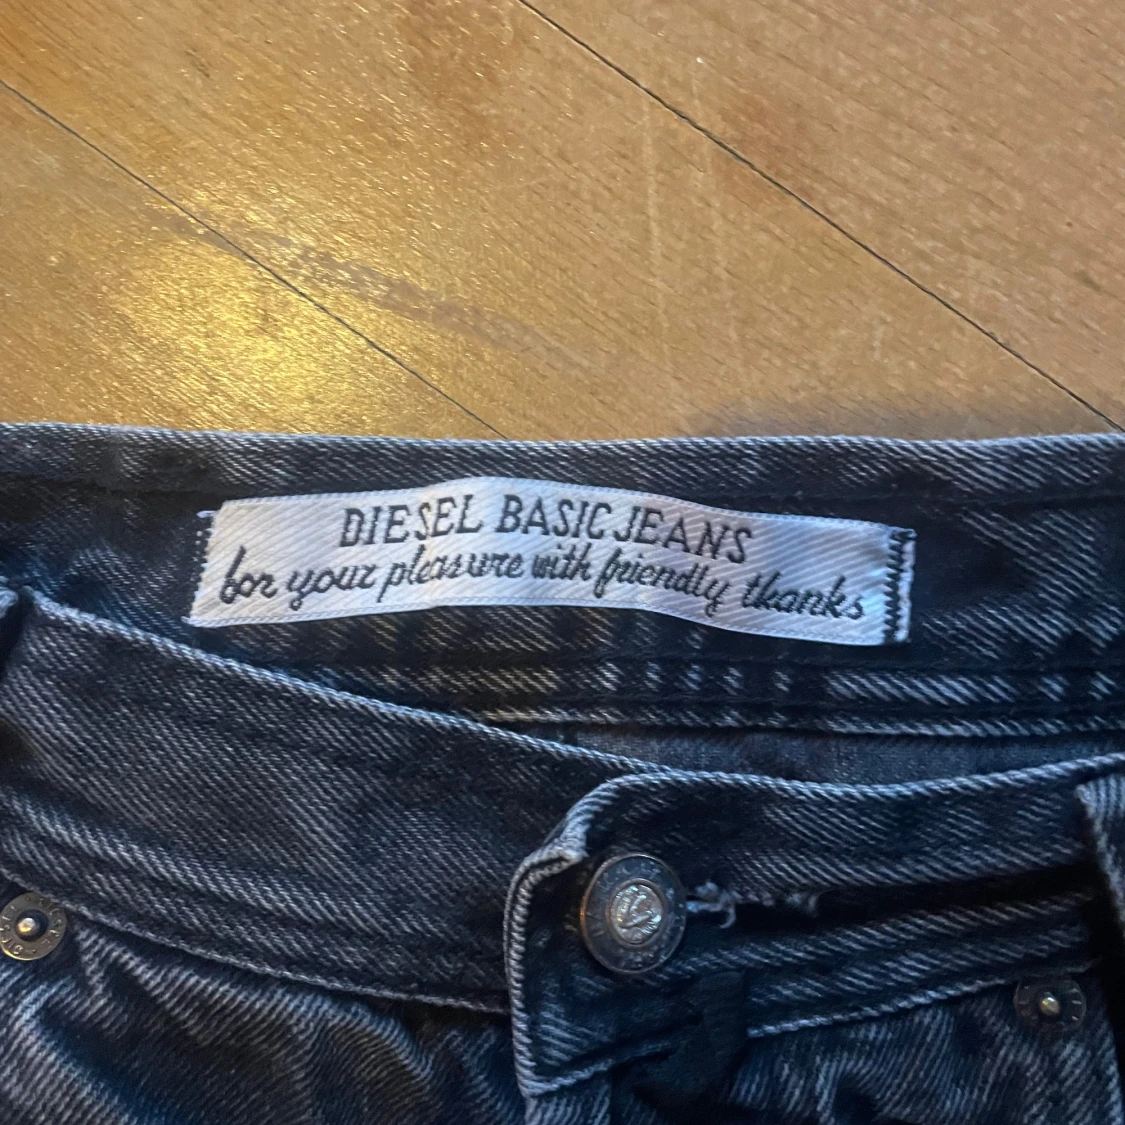 DIESEL BASIC JEANS
for your pleasure with friendly thanks